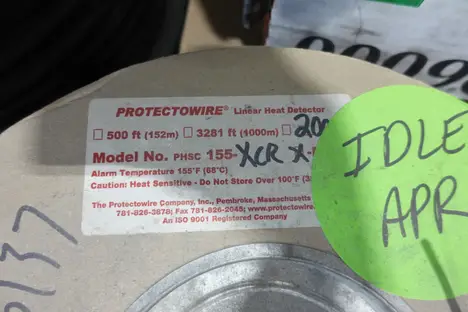 PROTECTOWIRE® Linear Heat Detector
☐ 500 ft (152m) ☐ 3281 ft (1000m) ☐ 200
Model No. PHSC 155-XCR X-
Alarm Temperature 155°F (68°C)
Caution: Heat Sensitive - Do Not Store Over 100°F
The Protectowire Company, Inc., Pembroke, Massachusetts
781-826-3878; Fax 781-826-2045; www.protectowire
An ISO 9001 Registered Company
IDLE
APR
0137